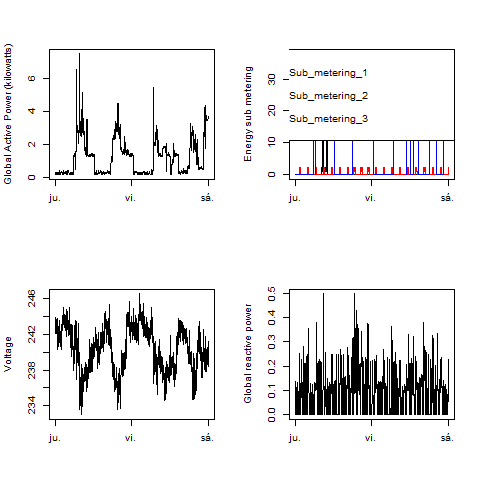 Global Active Power (kilowatts)
0
2
4
6
ju.
vi.
sá.
Energy sub metering
0
10
20
30
Sub_metering_1
Sub_metering_2
Sub_metering_3
ju.
vi.
sá.
Voltage
234
238
242
246
ju.
vi.
sá.
Global reactive power
0.0
0.1
0.2
0.3
0.4
0.5
ju.
vi.
sá.